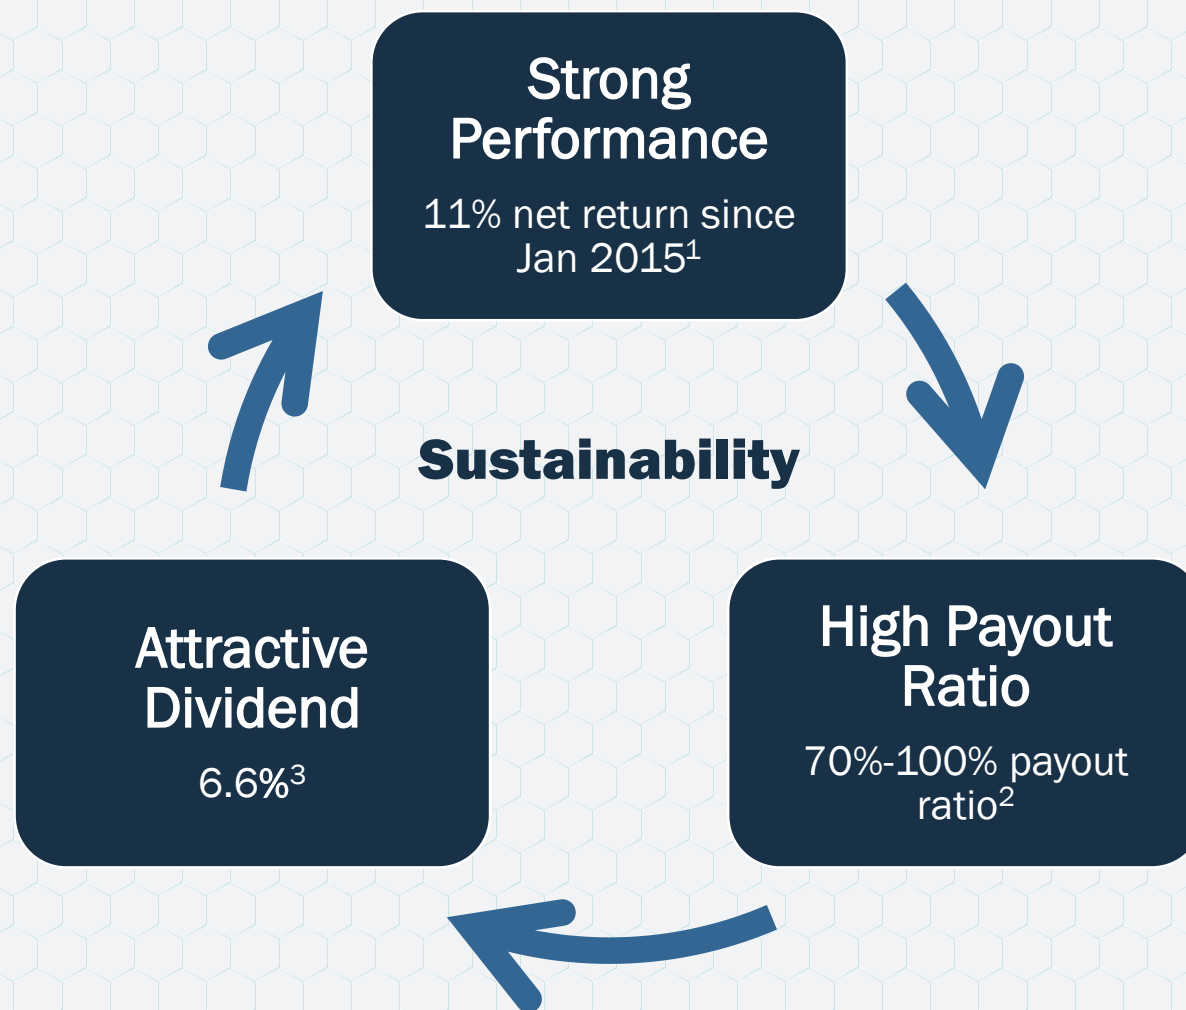 Strong
Performance
11% net return since
Jan 2015¹
Sustainability
Attractive
Dividend
6.6%³
High Payout
Ratio
70%-100% payout
ratio²